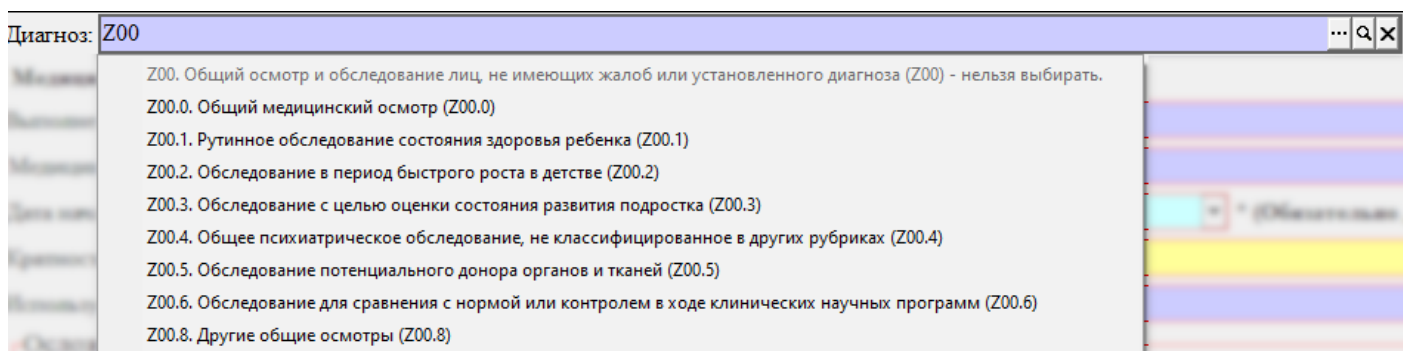 Диагноз: Z00
Z00. Общий осмотр и обследование лиц, не имеющих жалоб или установленного диагноза (Z00) - нельзя выбирать.
Z00.0. Общий медицинский осмотр (Z00.0)
Z00.1. Рутинное обследование состояния здоровья ребенка (Z00.1)
Z00.2. Обследование в период быстрого роста в детстве (Z00.2)
Z00.3. Обследование с целью оценки состояния развития подростка (Z00.3)
Z00.4. Общее психиатрическое обследование, не классифицированное в других рубриках (Z00.4)
Z00.5. Обследование потенциального донора органов и тканей (Z00.5)
Z00.6. Обследование для сравнения с нормой или контролем в ходе клинических научных программ (Z00.6)
Z00.8. Другие общие осмотры (Z00.8)